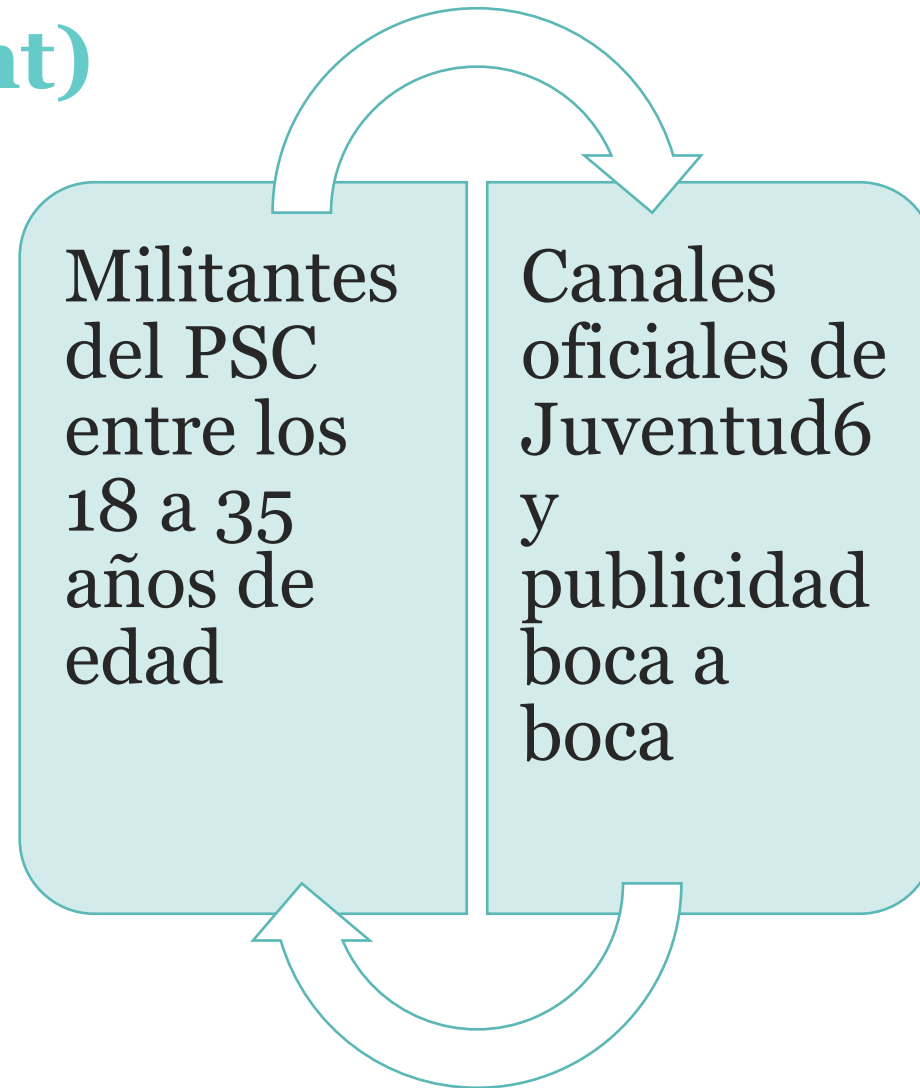 nt)
Militantes
del PSC
entre los
18 a 35
años de
edad
Canales
oficiales de
Juventud6
y
publicidad
boca a
boca